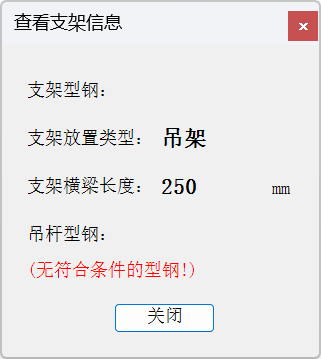 查看支架信息
支架型钢：
支架放置类型： 吊架
支架横梁长度： 250 mm
吊杆型钢：
(无符合条件的型钢!)
关闭